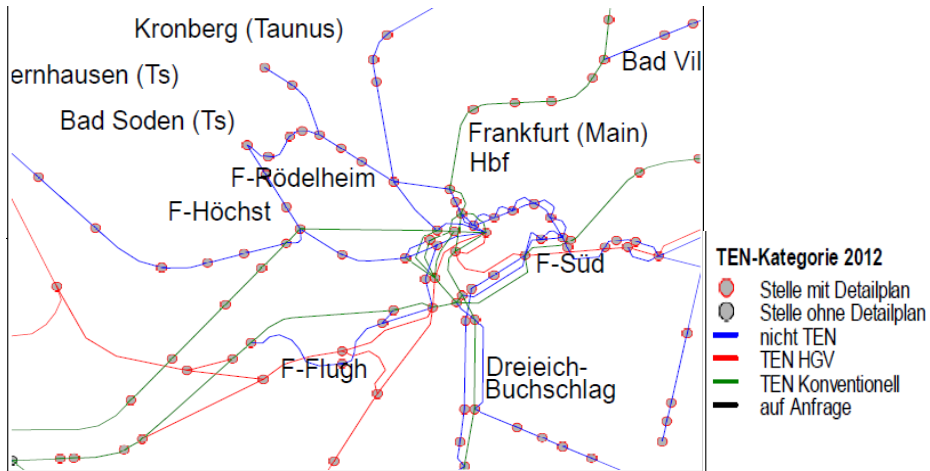 Kronberg (Taunus)
ernhausen (Ts)
Bad Vil
Bad Soden (Ts)
Frankfurt (Main)
Hbf
F-Rödelheim
F-Höchst
F-Süd
F-Flugh
Dreieich-
Buchschlag
TEN-Kategorie 2012
Stelle mit Detailplan
Stelle ohne Detailplan
nicht TEN
TEN HGV
TEN Konventionell
auf Anfrage